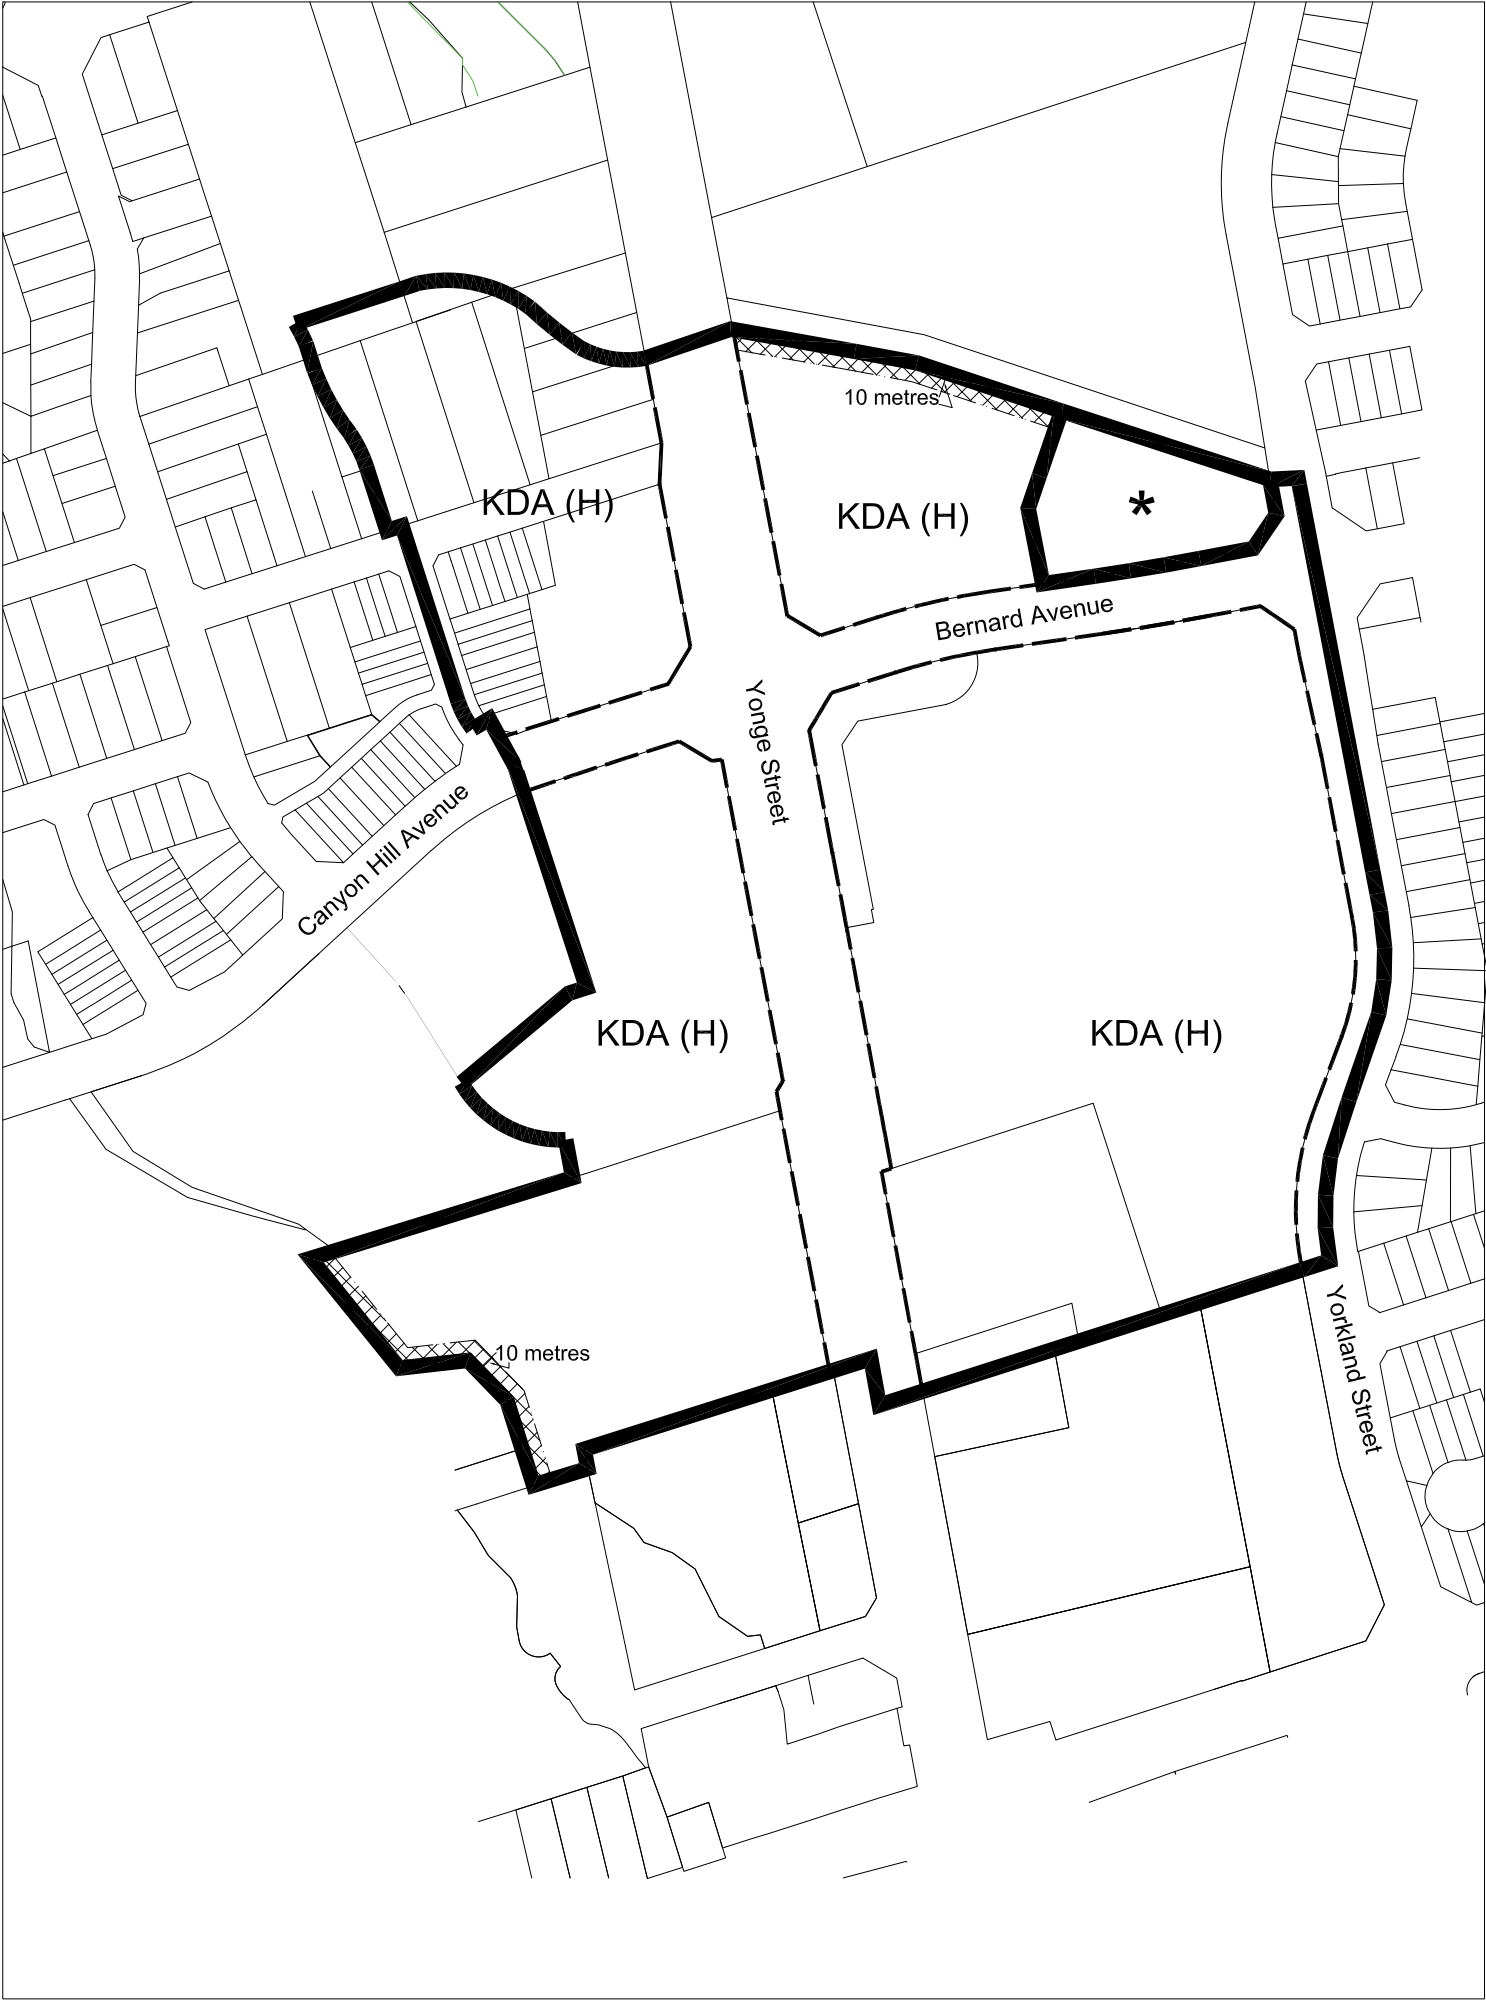 10 metres
KDA (H)
KDA (H)
*
Bernard Avenue
Yonge Street
Canyon Hill Avenue
KDA (H)
KDA (H)
10 metres
Yorkland Street